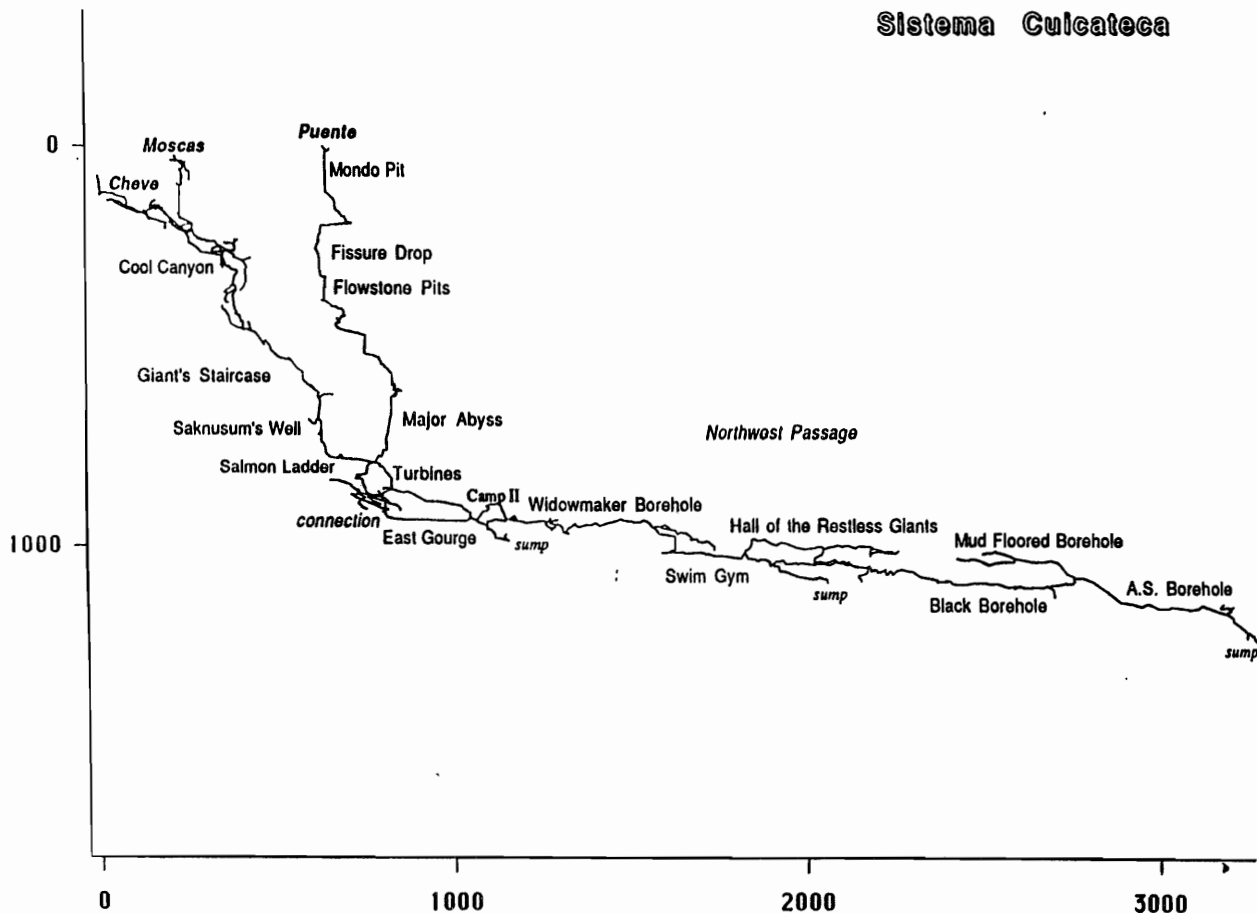 Sistema Cuicateca
0
Puente
Moscas
Mondo Pit
Cheve
Fissure Drop
Cool Canyon
Flowstone Pits
Giant's Staircase
Major Abyss
Saknusum's Well
Northwost Passage
Salmon Ladder
Turbines
Camp II
Widowmaker Borehole
connection
Hall of the Restless Giants
East Gourge
sump
1000
Mud Floored Borehole
Swim Gym
sump
A.S. Borehole
Black Borehole
sump
0
1000
2000
3000